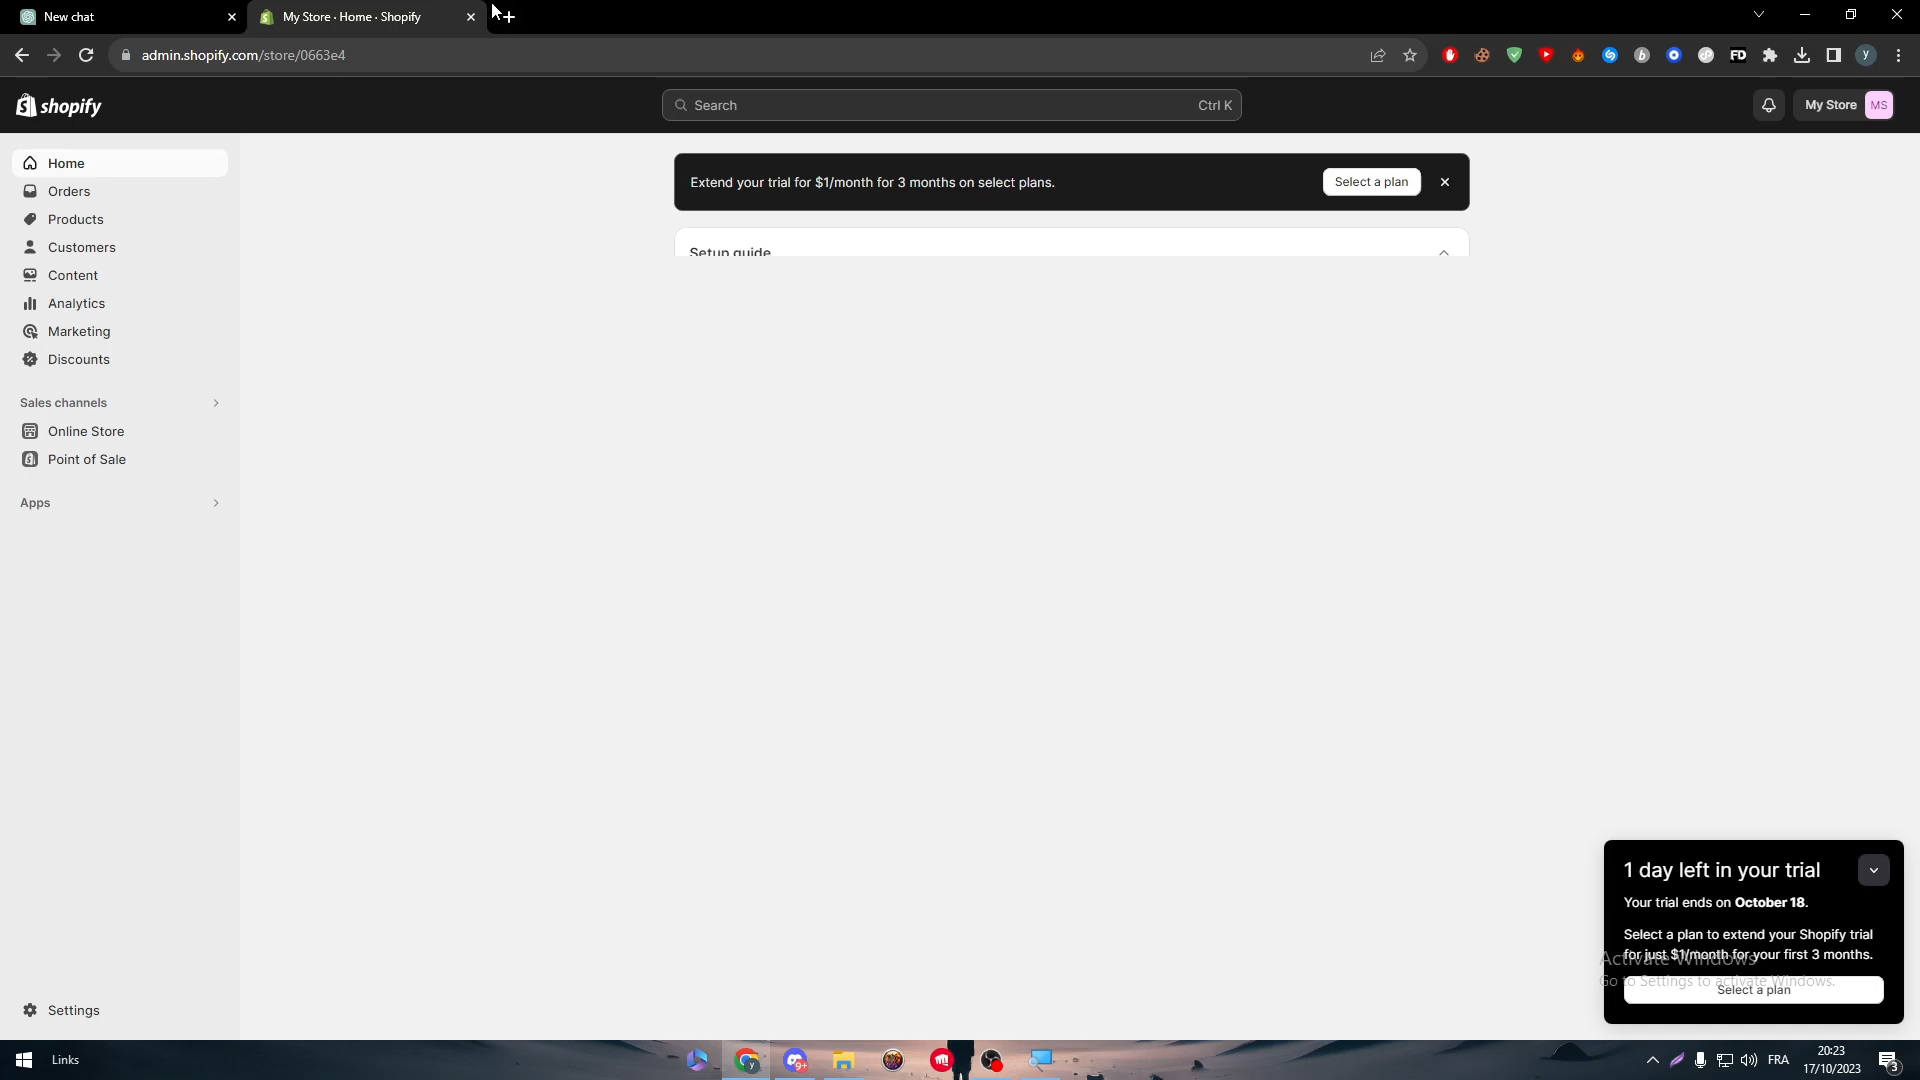 New chat
My Store · Home · Shopify
admin.shopify.com/store/0663e4
FD
y
shopify
Search
Ctrl K
My Store
MS
Home
Orders
Products
Customers
Content
Analytics
Marketing
Discounts
Sales channels
Online Store
Point of Sale
Apps
Settings
Extend your trial for $1/month for 3 months on select plans.
Select a plan
Setup guide
1 day left in your trial
Your trial ends on October 18.
Select a plan to extend your Shopify trial
for just $1/month for your first 3 months.
Select a plan
Activate Windows
Go to Settings to activate Windows.
Links
9+
FRA
20:23
17/10/2023
3